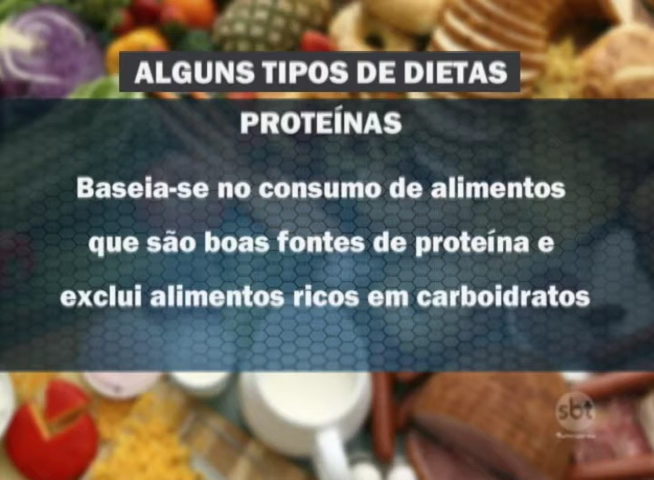 ALGUNS TIPOS DE DIETAS
PROTEÍNAS
Baseia-se no consumo de alimentos
que são boas fontes de proteína e
exclui alimentos ricos em carboidratos
sbt